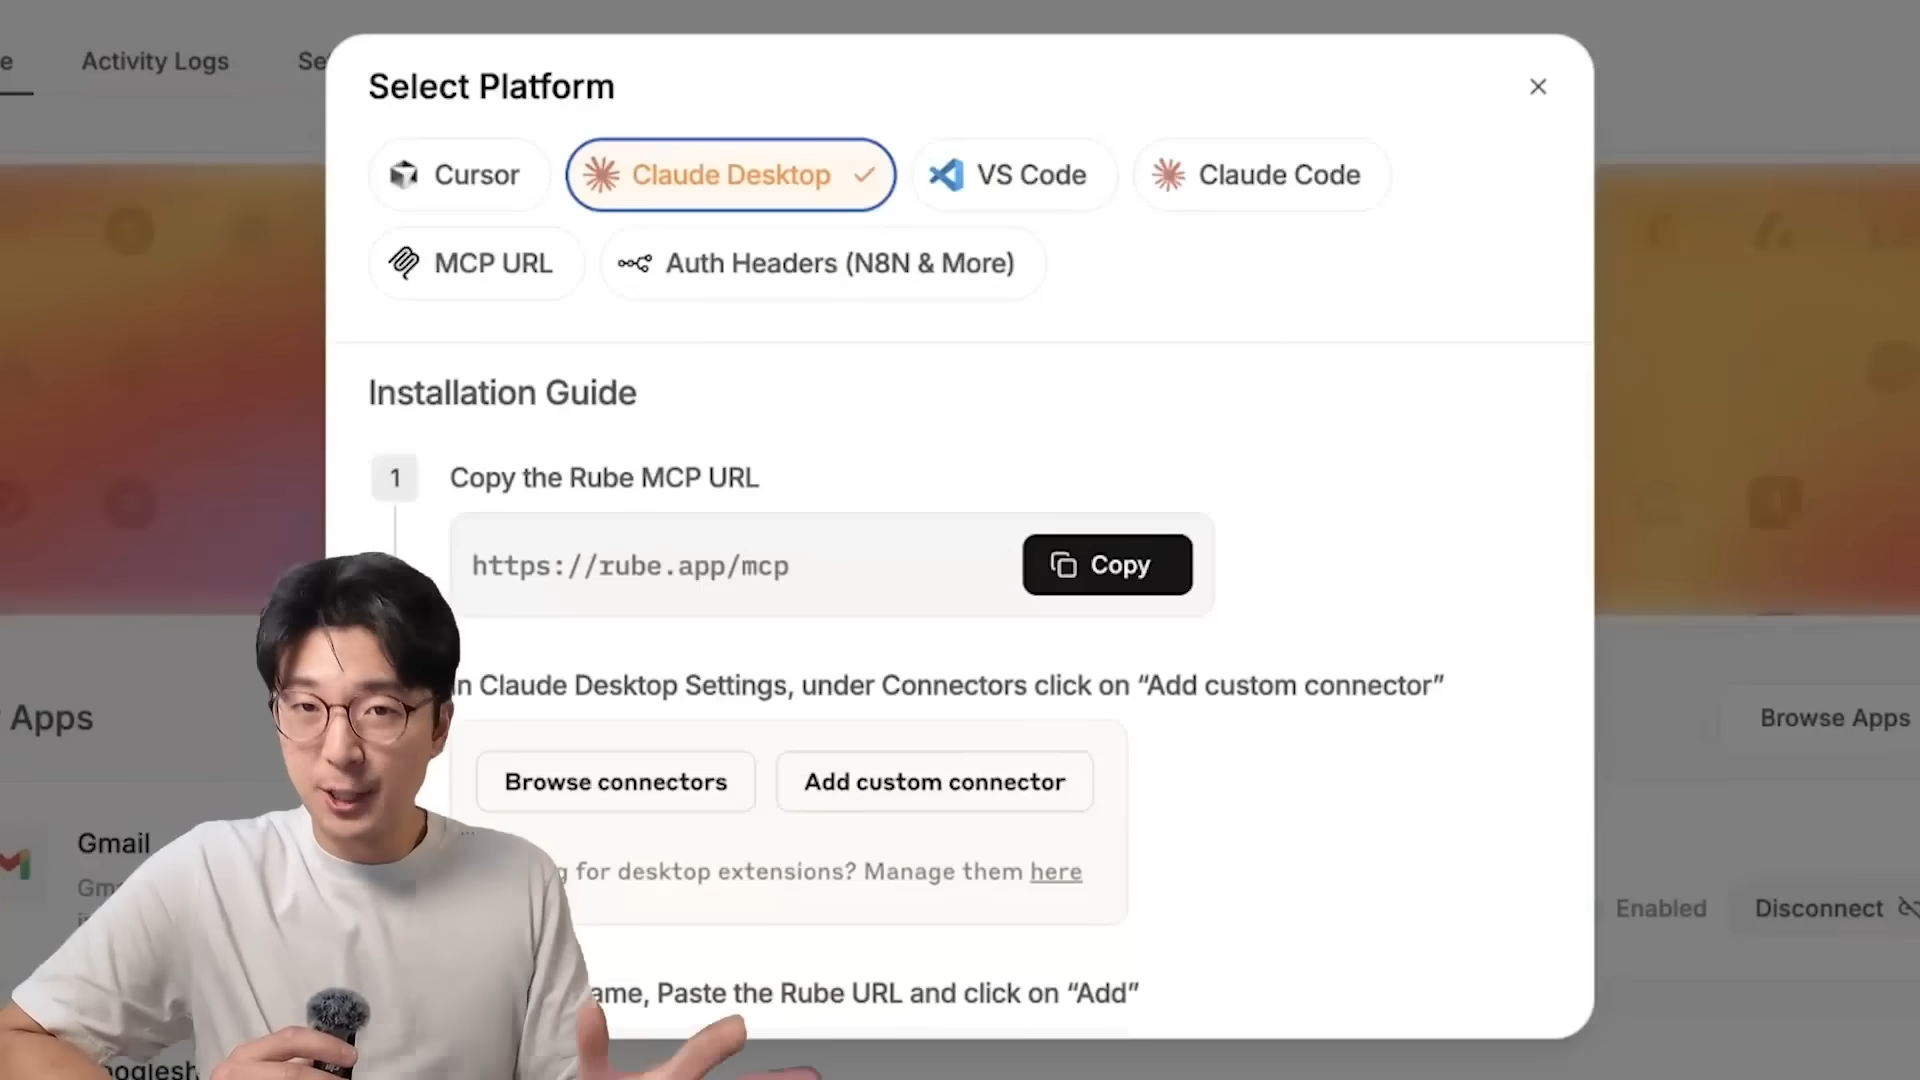 Activity Logs
Select Platform
Cursor
Claude Desktop
VS Code
Claude Code
MCP URL
Auth Headers (N8N & More)
Installation Guide
1
Copy the Rube MCP URL
https://rube.app/mcp
Copy
Claude Desktop Settings, under Connectors click on “Add custom connector”
Apps
Browse Apps
Browse connectors
Add custom connector
Gmail
for desktop extensions? Manage them here
Enabled
Disconnect
Paste the Rube URL and click on “Add”